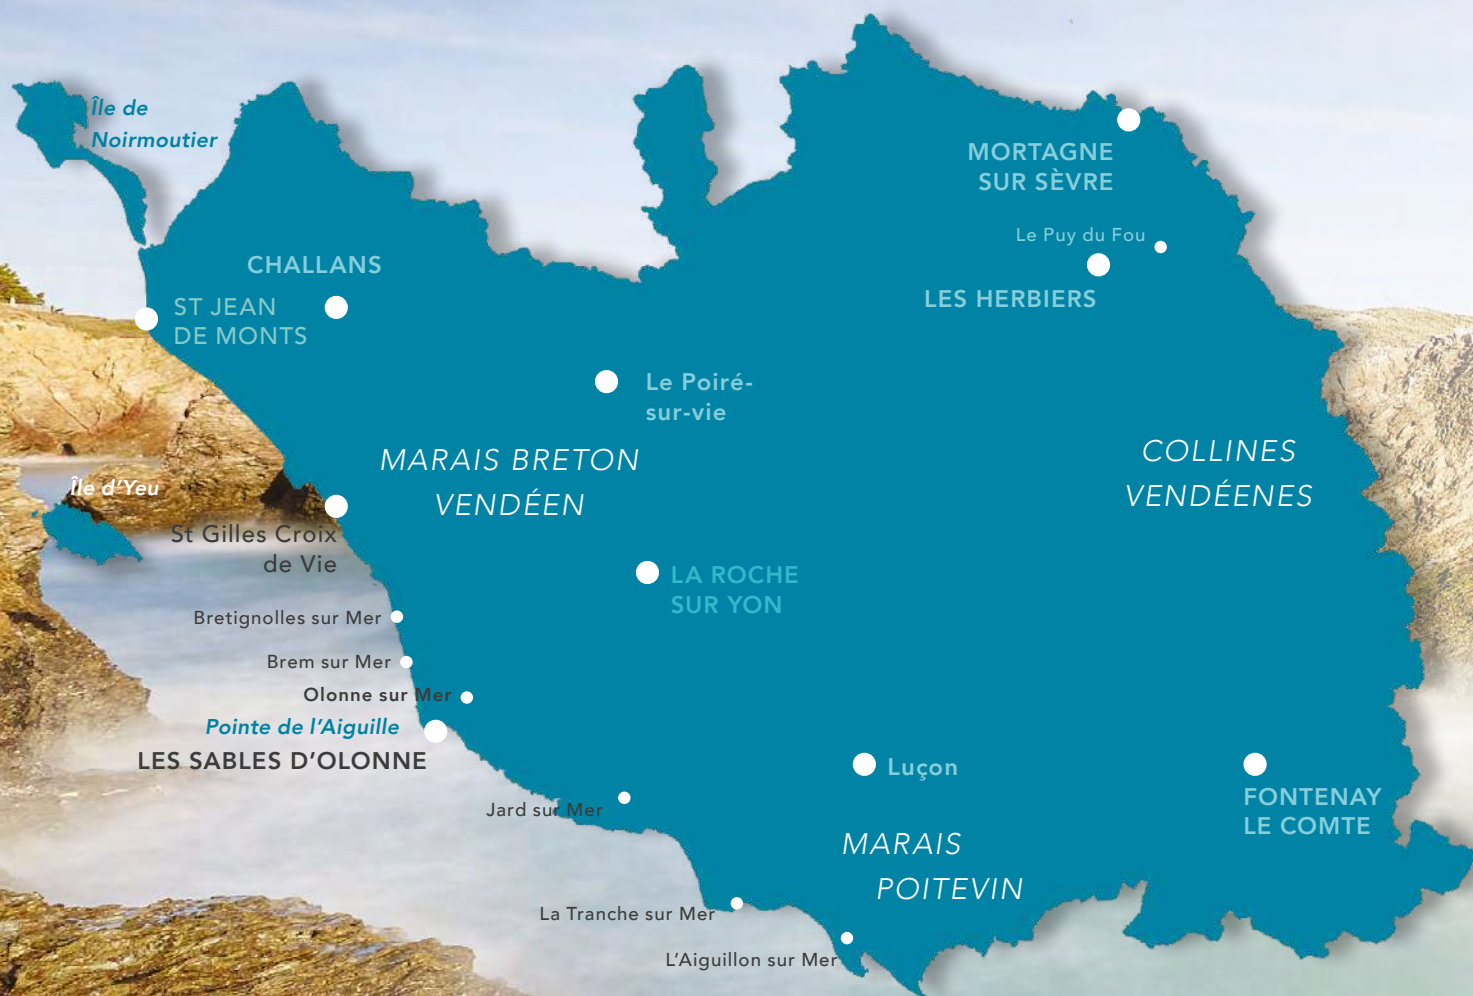 Île de
Noirmoutier
MORTAGNE
SUR SÈVRE
Le Puy du Fou
CHALLANS
LES HERBIERS
ST JEAN
DE MONTS
Le Poiré-
sur-vie
MARAIS BRETON
VENDÉEN
COLLINES
VENDÉENES
Île d'Yeu
St Gilles Croix
de Vie
LA ROCHE
SUR YON
Bretignolles sur Mer
Brem sur Mer
Olonne sur Mer
Pointe de l'Aiguille
LES SABLES D'OLONNE
Luçon
FONTENAY
LE COMTE
Jard sur Mer
MARAIS
POITEVIN
La Tranche sur Mer
L'Aiguillon sur Mer